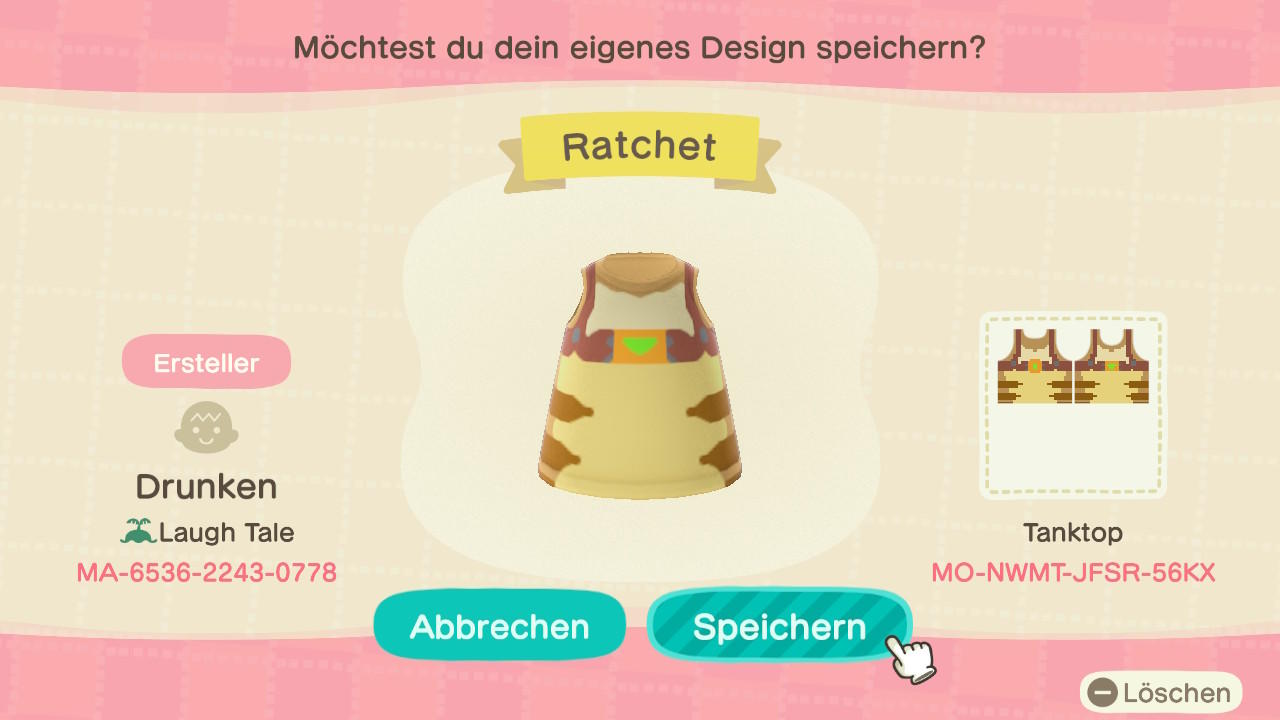 Möchtest du dein eigenes Design speichern?
Ratchet
Ersteller
Drunken
Laugh Tale
MA-6536-2243-0778
Tanktop
MO-NWMT-JFSR-56KX
Abbrechen
Speichern
Löschen